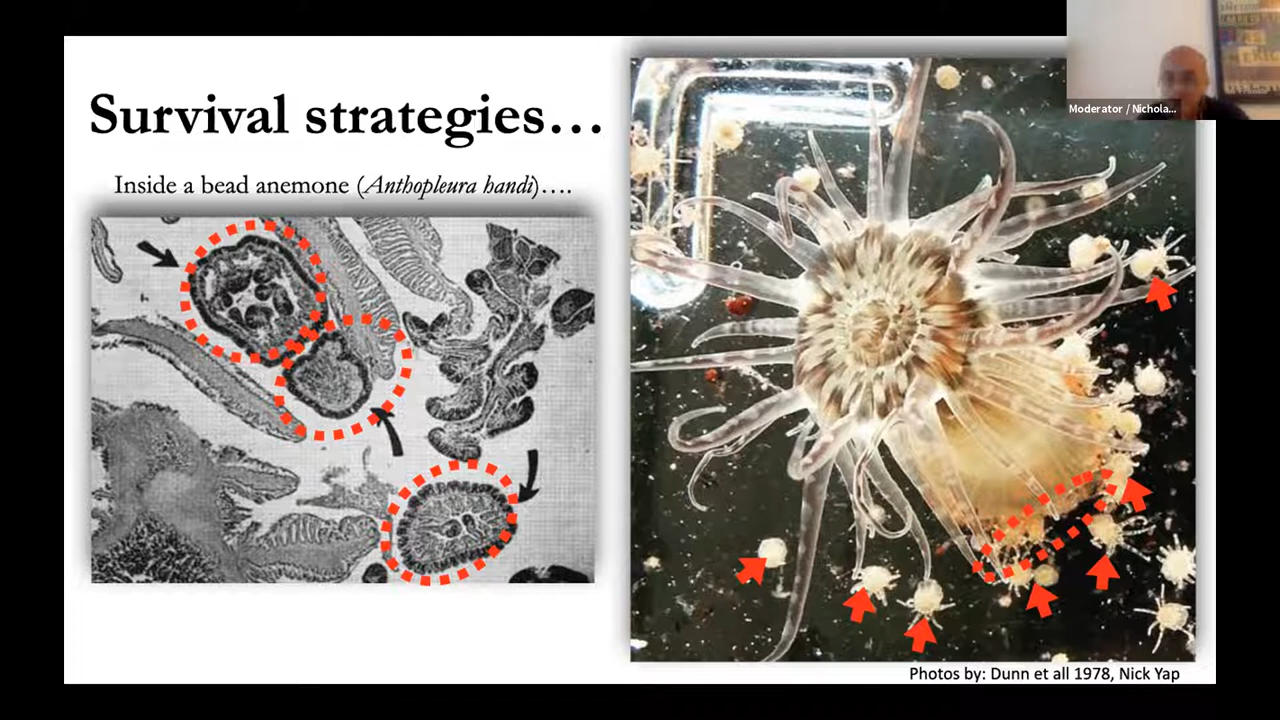 Survival strategies…
Inside a bead anemone (Anthopleura handi)….
Moderator / Nichola...
Photos by: Dunn et all 1978, Nick Yap